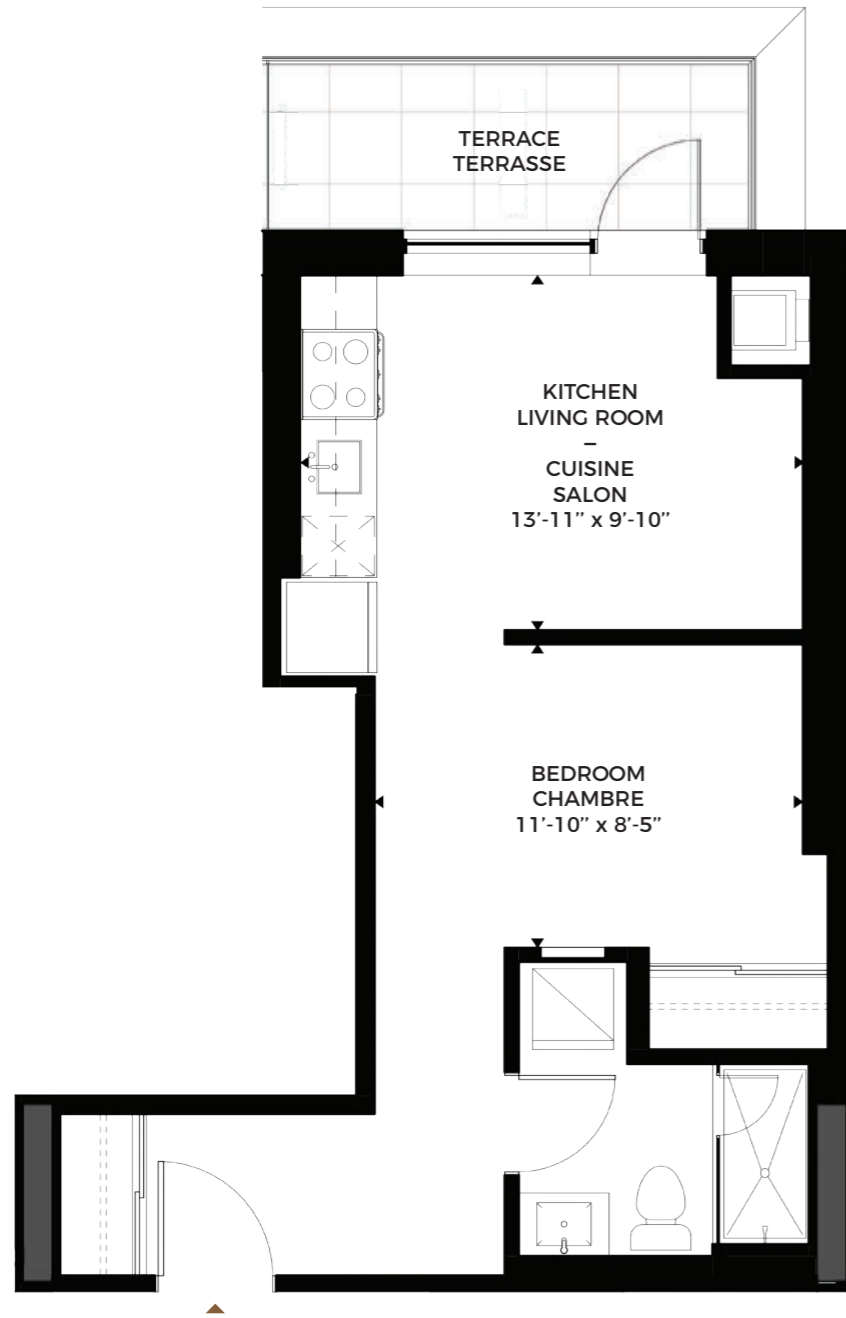 TERRACE
TERRASSE
KITCHEN
LIVING ROOM
–
CUISINE
SALON
13’-11” x 9’-10”
BEDROOM
CHAMBRE
11’-10” x 8’-5”